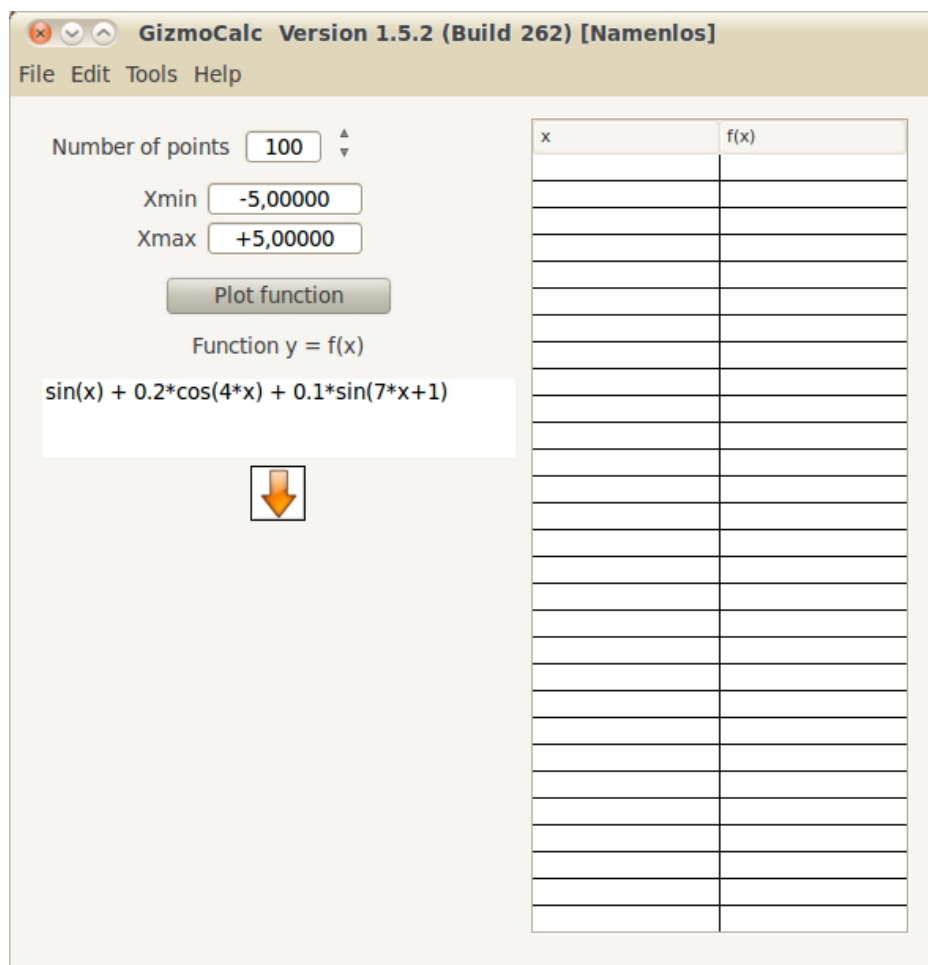 GizmoCalc Version 1.5.2 (Build 262) [Namenlos]
File Edit Tools Help
Number of points 100
Xmin -5,00000
Xmax +5,00000
Plot function
Function y = f(x)
sin(x) + 0.2*cos(4*x) + 0.1*sin(7*x+1)
x f(x)